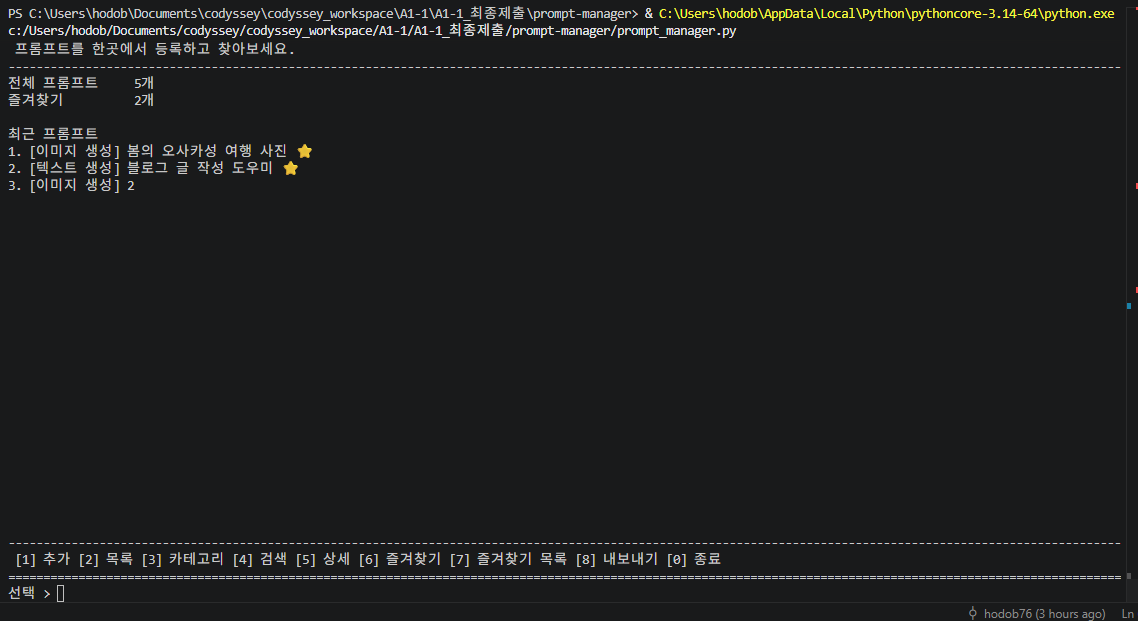 PS C:\Users\hodob\Documents\codyssey\codyssey_workspace\A1-1\A1-1_최종제출\prompt-manager> & C:\Users\hodob\AppData\Local\Python\pythoncore-3.14-64\python.exe
c:/Users/hodob/Documents/codyssey/codyssey_workspace/A1-1/A1-1_최종제출/prompt-manager/prompt_manager.py
프롬프트를 한곳에서 등록하고 찾아보세요.
--------------------------------------------------------------------------------
전체 프롬프트 5개
즐겨찾기 2개
최근 프롬프트
1. [이미지 생성] 봄의 오사카성 여행 사진 ⭐
2. [텍스트 생성] 블로그 글 작성 도우미 ⭐
3. [이미지 생성] 2
--------------------------------------------------------------------------------
[1] 추가 [2] 목록 [3] 카테고리 [4] 검색 [5] 상세 [6] 즐겨찾기 [7] 즐겨찾기 목록 [8] 내보내기 [0] 종료
================================================================================
선택 >
hodob76 (3 hours ago) Ln